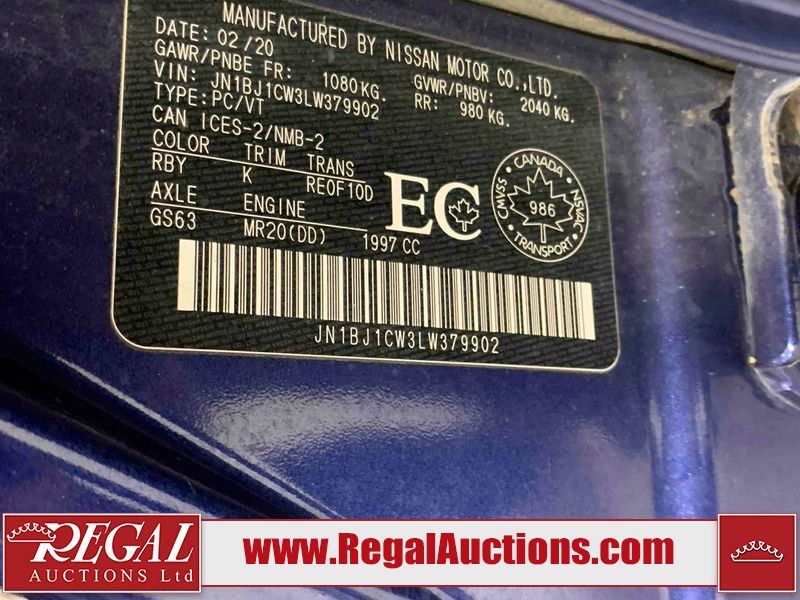 MANUFACTURED BY NISSAN MOTOR CO.,LTD.
DATE: 02/20 GVWR/PNBV: 2040 KG.
GAWR/PNBE FR: 1080KG. RR: 980 KG.
VIN: JN1BJ1CW3LW379902
TYPE: PC/VT
CAN ICES-2/NMB-2
COLOR TRIM TRANS
RBY K RE0F10D
AXLE ENGINE
GS63 MR20(DD) 1997 CC
EC
CANADA
CMVSS
986
NSVAC
TRANSPORT
JN1BJ1CW3LW379902
REGAL
AUCTIONS Ltd
www.RegalAuctions.com